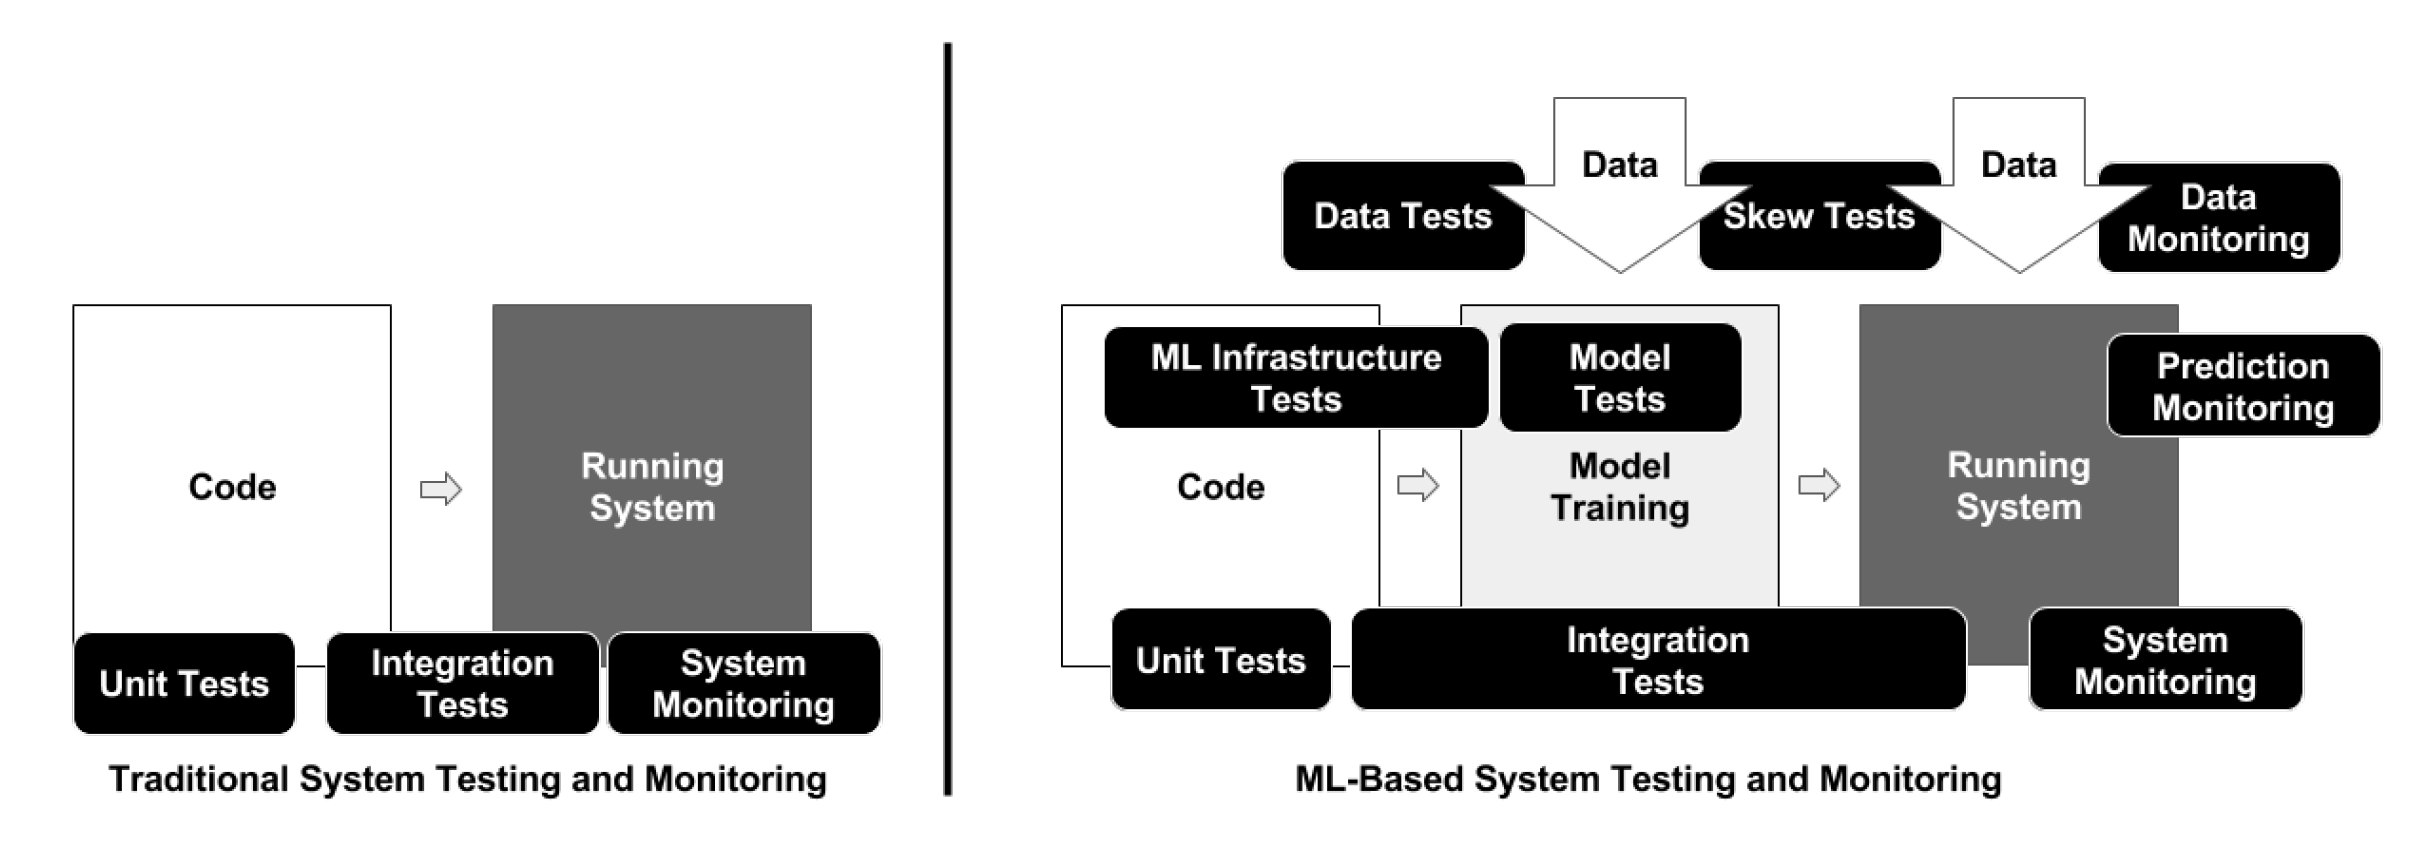 Code
Running
System
Unit Tests
Integration
Tests
System
Monitoring
Traditional System Testing and Monitoring
Data
Data
Data Tests
Skew Tests
Data
Monitoring
ML Infrastructure
Tests
Model
Tests
Prediction
Monitoring
Code
Model
Training
Running
System
Unit Tests
Integration
Tests
System
Monitoring
ML-Based System Testing and Monitoring